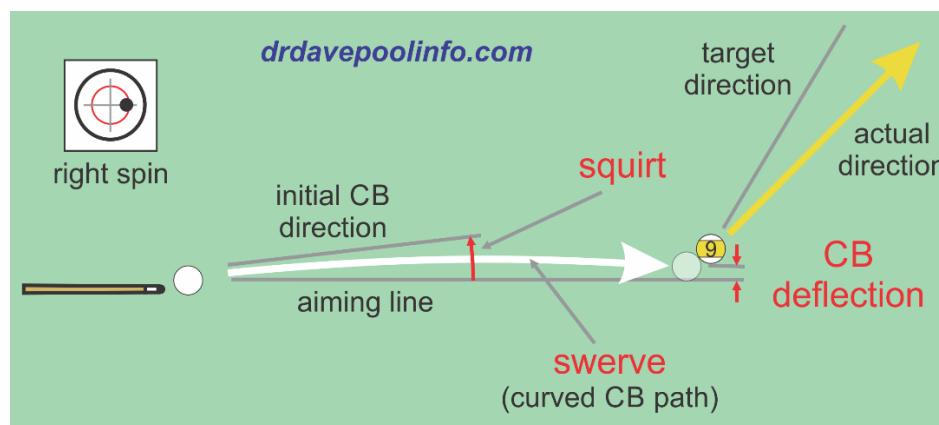 drdavepoolinfo.com
right spin
initial CB
direction
squirt
target
direction
actual
direction
9
aiming line
CB
deflection
swerve
(curved CB path)